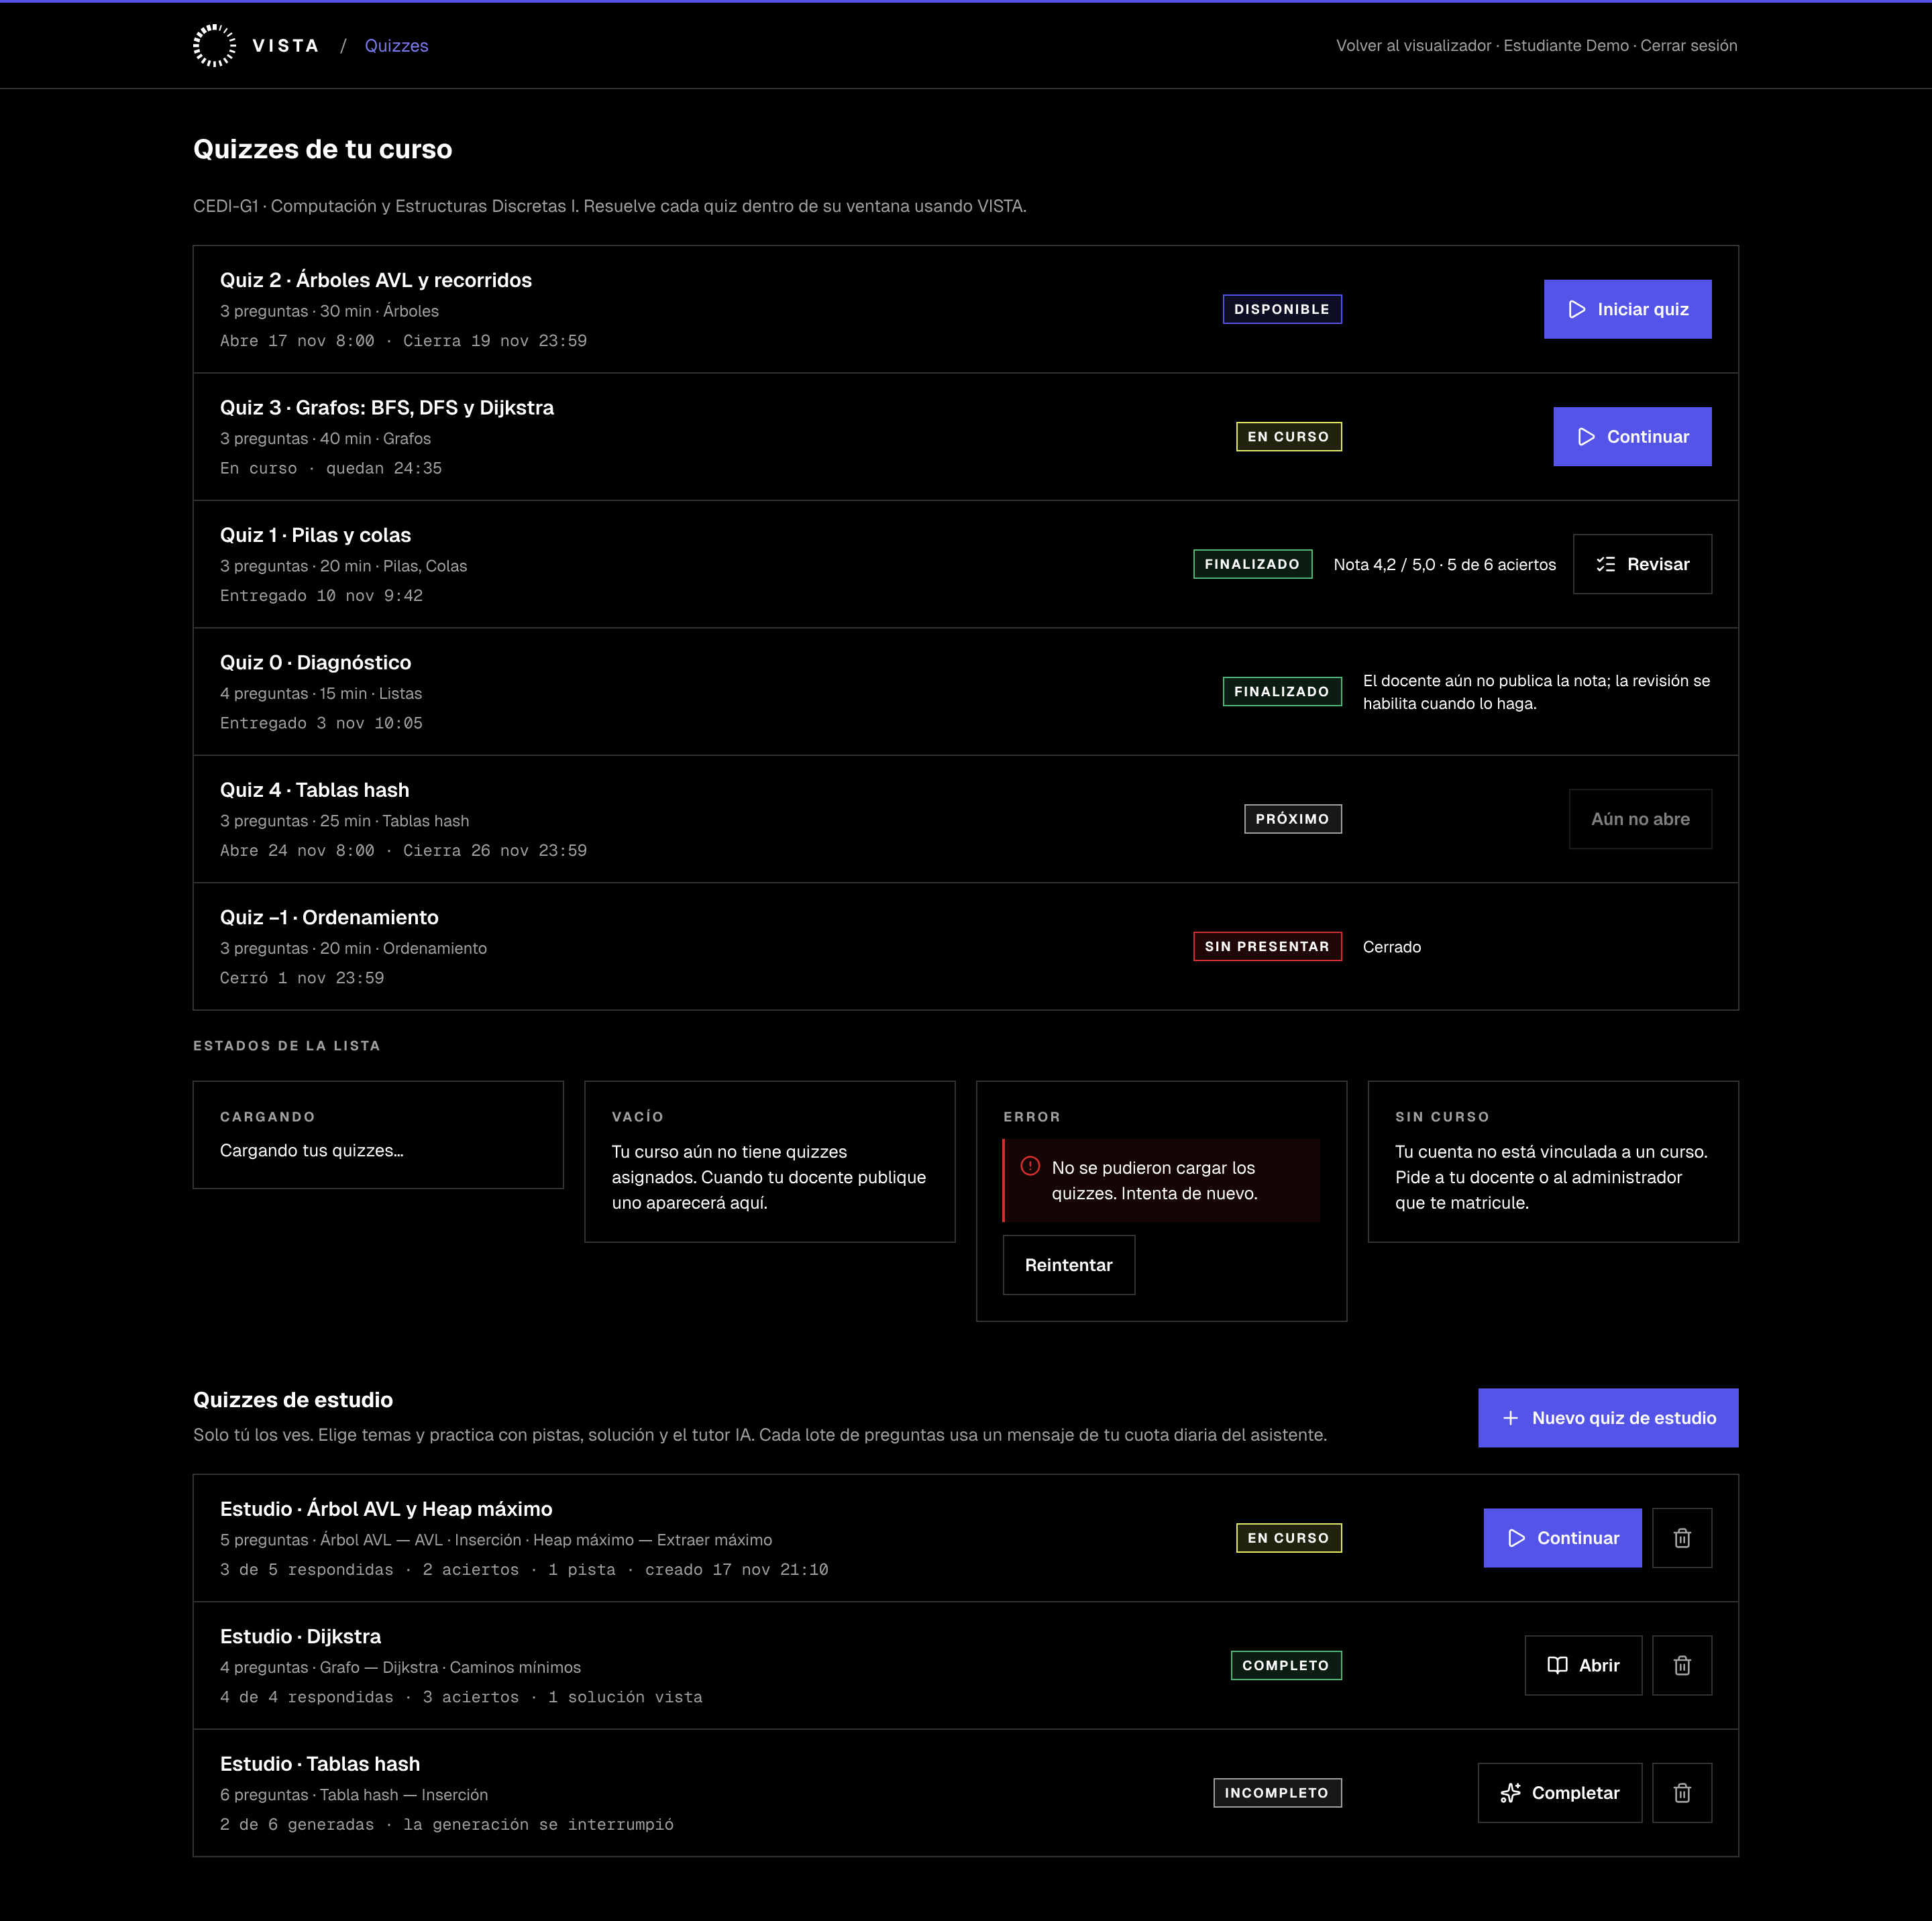 VISTA / Quizzes
Volver al visualizador · Estudiante Demo · Cerrar sesión
Quizzes de tu curso
CEDI-G1 · Computación y Estructuras Discretas I. Resuelve cada quiz dentro de su ventana usando VISTA.
Quiz 2 · Árboles AVL y recorridos
3 preguntas · 30 min · Árboles
Abre 17 nov 8:00 · Cierra 19 nov 23:59
DISPONIBLE
Iniciar quiz
Quiz 3 · Grafos: BFS, DFS y Dijkstra
3 preguntas · 40 min · Grafos
En curso · quedan 24:35
EN CURSO
Continuar
Quiz 1 · Pilas y colas
3 preguntas · 20 min · Pilas, Colas
Entregado 10 nov 9:42
FINALIZADO
Nota 4,2 / 5,0 · 5 de 6 aciertos
Revisar
Quiz 0 · Diagnóstico
4 preguntas · 15 min · Listas
Entregado 3 nov 10:05
FINALIZADO
El docente aún no publica la nota; la revisión se
habilita cuando lo haga.
Quiz 4 · Tablas hash
3 preguntas · 25 min · Tablas hash
Abre 24 nov 8:00 · Cierra 26 nov 23:59
PRÓXIMO
Aún no abre
Quiz −1 · Ordenamiento
3 preguntas · 20 min · Ordenamiento
Cerró 1 nov 23:59
SIN PRESENTAR
Cerrado
ESTADOS DE LA LISTA
CARGANDO
Cargando tus quizzes…
VACÍO
Tu curso aún no tiene quizzes
asignados. Cuando tu docente publique
uno aparecerá aquí.
ERROR
No se pudieron cargar los
quizzes. Intenta de nuevo.
Reintentar
SIN CURSO
Tu cuenta no está vinculada a un curso.
Pide a tu docente o al administrador
que te matricule.
Quizzes de estudio
Solo tú los ves. Elige temas y practica con pistas, solución y el tutor IA. Cada lote de preguntas usa un mensaje de tu cuota diaria del asistente.
Nuevo quiz de estudio
Estudio · Árbol AVL y Heap máximo
5 preguntas · Árbol AVL — AVL · Inserción · Heap máximo — Extraer máximo
3 de 5 respondidas · 2 aciertos · 1 pista · creado 17 nov 21:10
EN CURSO
Continuar
Estudio · Dijkstra
4 preguntas · Grafo — Dijkstra · Caminos mínimos
4 de 4 respondidas · 3 aciertos · 1 solución vista
COMPLETO
Abrir
Estudio · Tablas hash
6 preguntas · Tabla hash — Inserción
2 de 6 generadas · la generación se interrumpió
INCOMPLETO
Completar